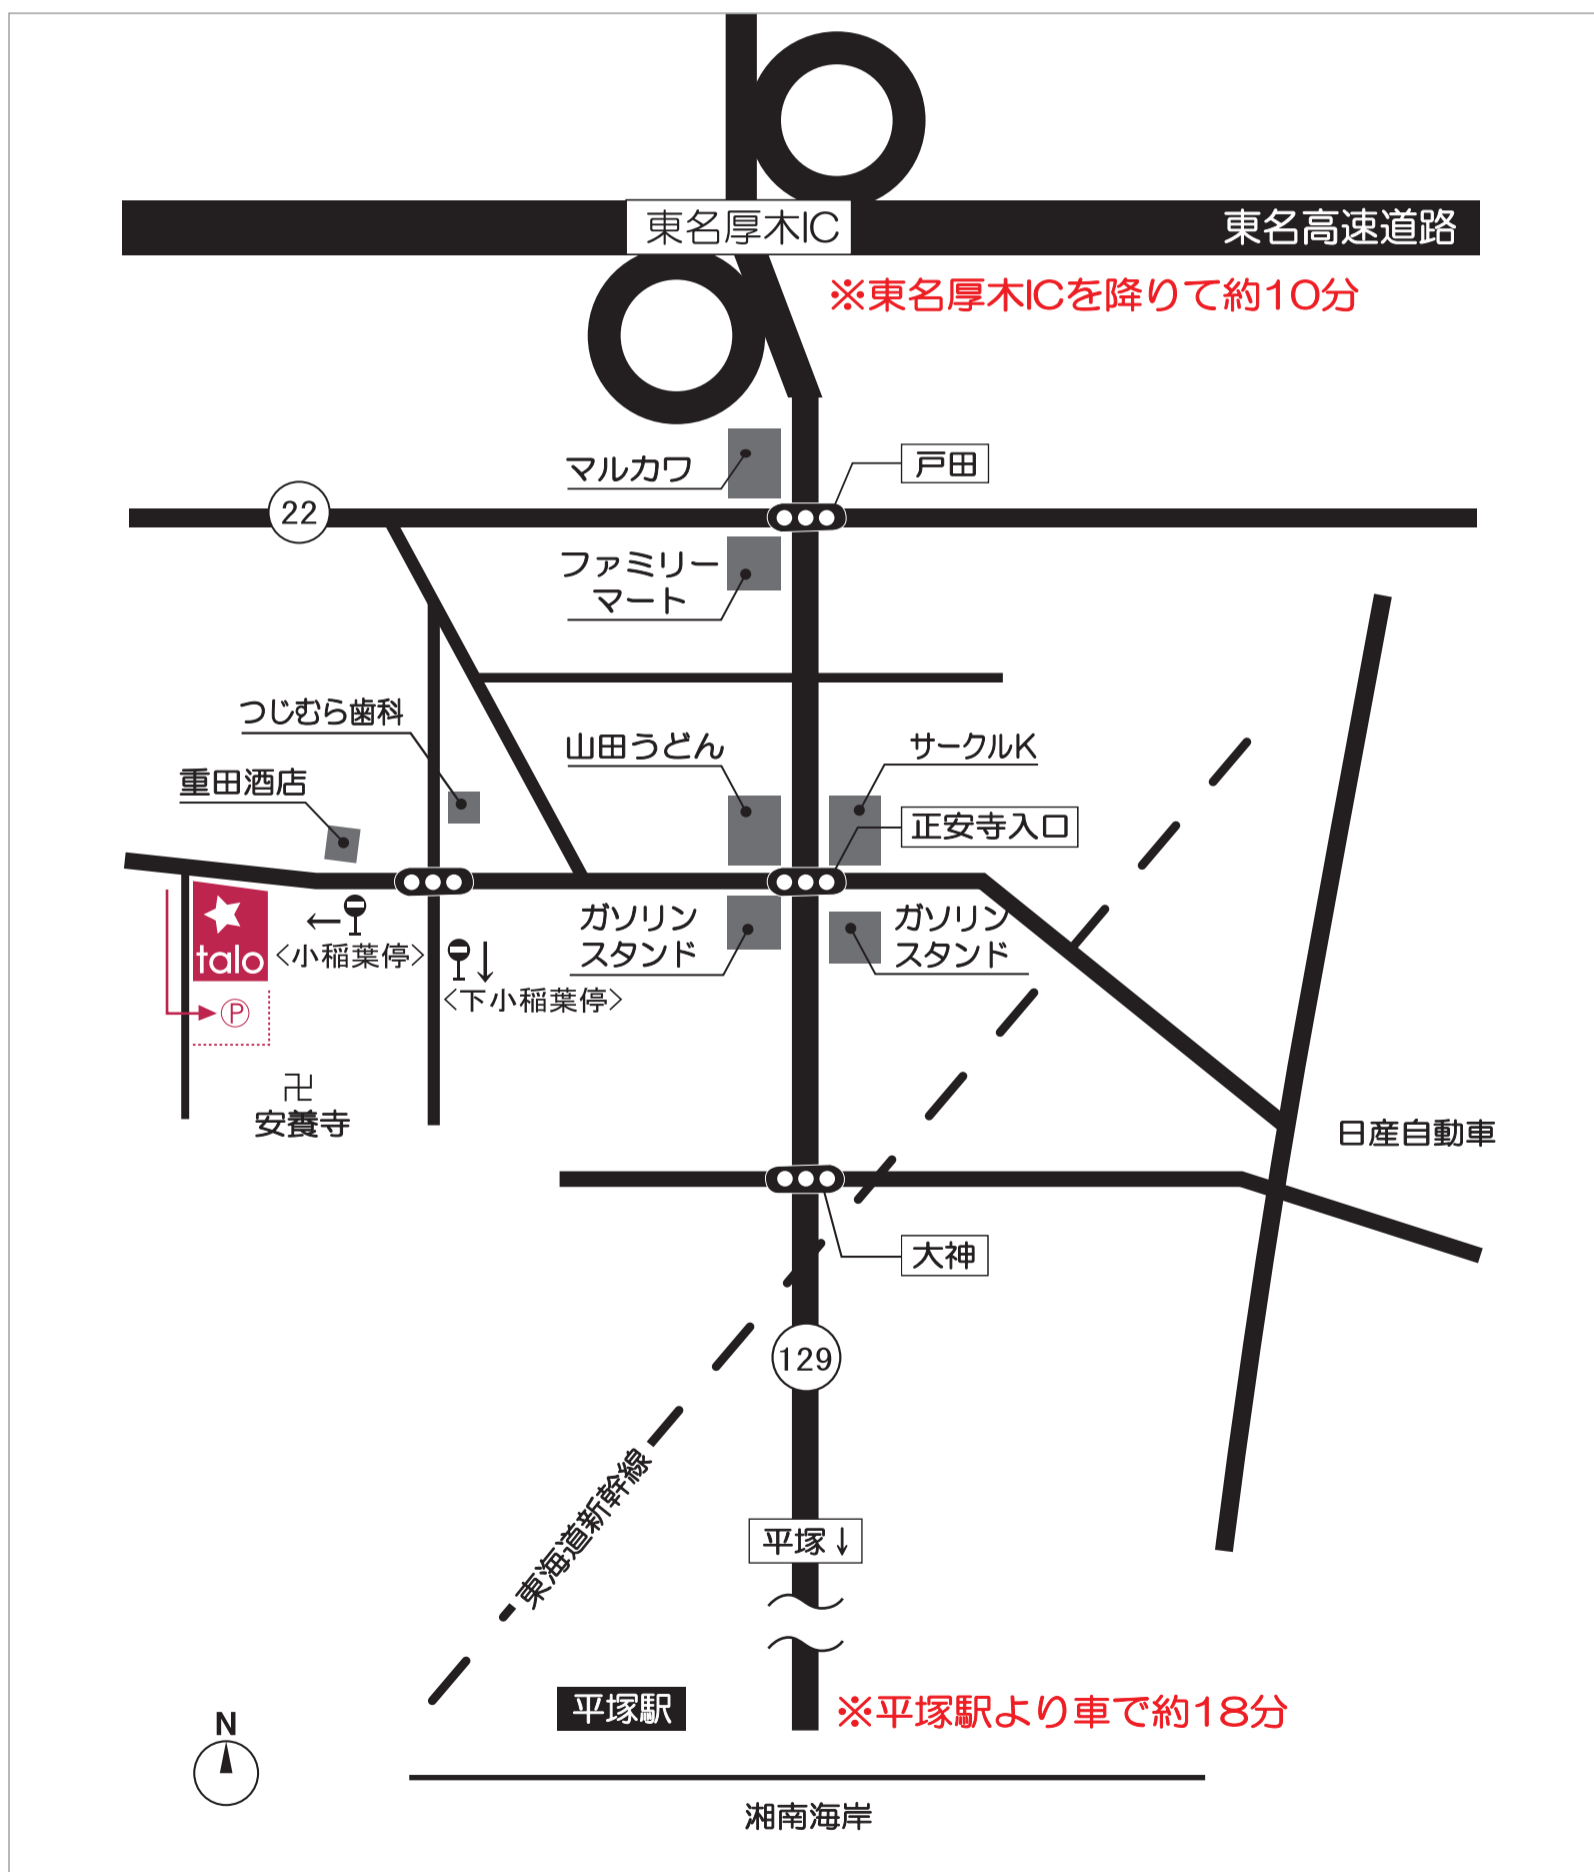 東名厚木IC
東名高速道路
※東名厚木ICを降りて約10分
マルカワ
戸田
22
ファミリー
マート
つじむら歯科
山田うどん
サークルK
重田酒店
正安寺入口
talo
←
<小稲葉停>
↓
<下小稲葉停>
ガソリン
スタンド
ガソリン
スタンド
P
卍
安養寺
日産自動車
大神
129
東海道新幹線
平塚↓
平塚駅
※平塚駅より車で約18分
N
湘南海岸